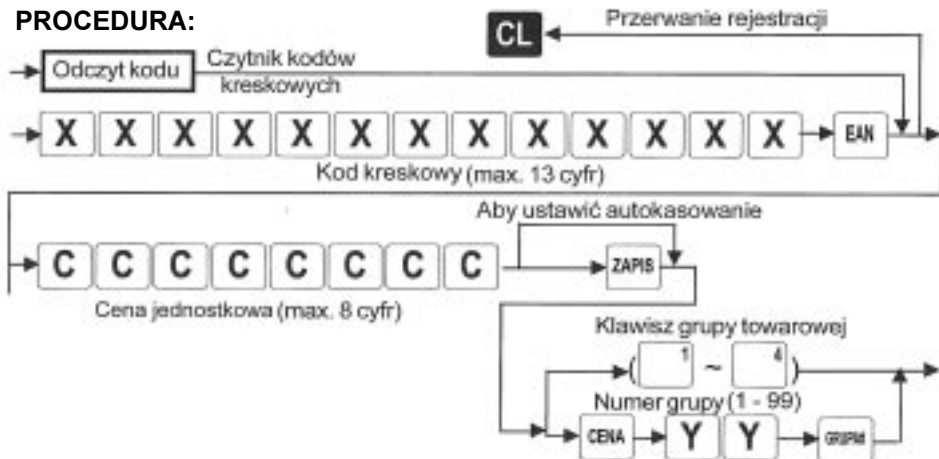 PROCEDURA:
CL
Przerwanie rejestracji
Odczyt kodu
Czytnik kodów
kreskowych
X X X X X X X X X X X X X EAN
Kod kreskowy (max. 13 cyfr)
Aby ustawić autokasowanie
C C C C C C C C ZAPIS
Cena jednostkowa (max. 8 cyfr)
Klawisz grupy towarowej
( 1 ~ 4 )
Numer grupy (1 - 99)
CENA Y Y GRUPA#